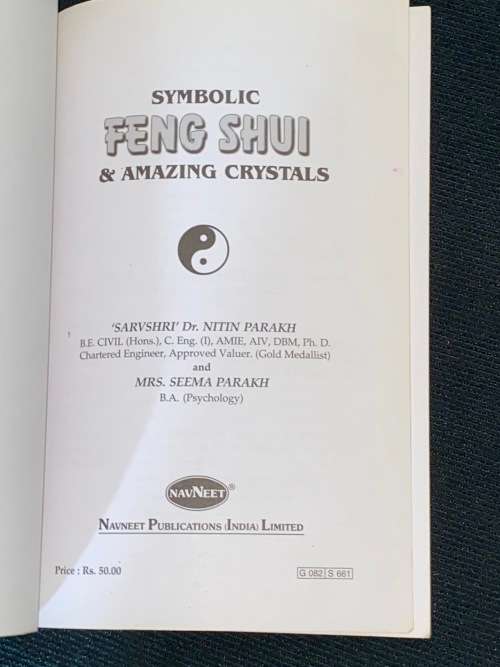 SYMBOLIC
FENG SHUI
& AMAZING CRYSTALS
'SARVSHRI' Dr. NITIN PARAKH
B.E. CIVIL (Hons.), C. Eng. (I), AMIE, AIV, DBM, Ph. D.
Chartered Engineer, Approved Valuer. (Gold Medallist)
and
MRS. SEEMA PARAKH
B.A. (Psychology)
NAVNEET®
NAVNEET PUBLICATIONS (INDIA) LIMITED
Price : Rs. 50.00
G 082 S 661